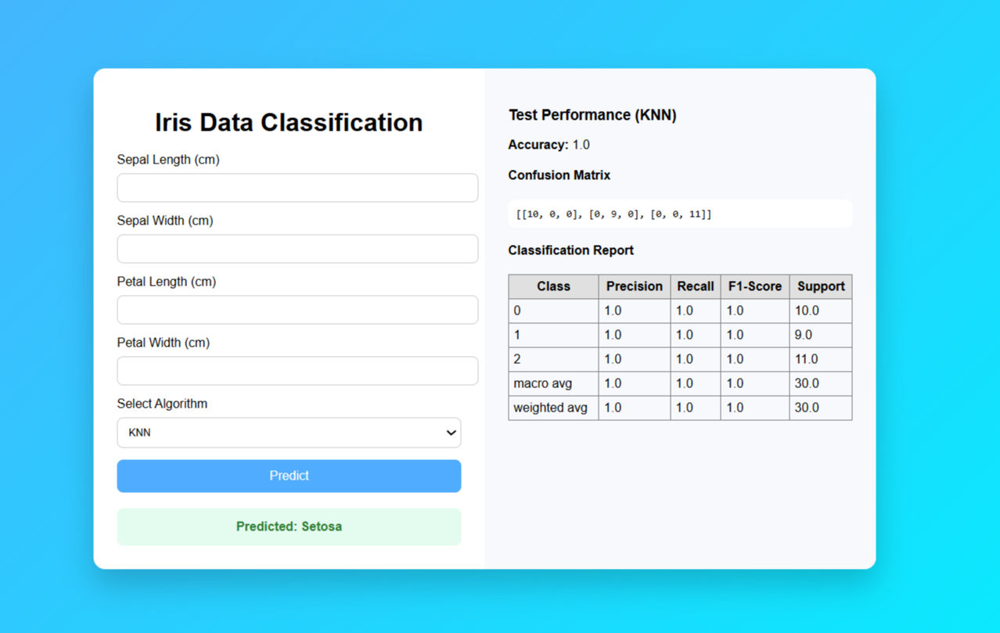 Iris Data Classification
Sepal Length (cm)
Sepal Width (cm)
Petal Length (cm)
Petal Width (cm)
Select Algorithm
KNN
Predict
Predicted: Setosa
Test Performance (KNN)
Accuracy: 1.0
Confusion Matrix
[[10, 0, 0], [0, 9, 0], [0, 0, 11]]
Classification Report
Class Precision Recall F1-Score Support
0 1.0 1.0 1.0 10.0
1 1.0 1.0 1.0 9.0
2 1.0 1.0 1.0 11.0
macro avg 1.0 1.0 1.0 30.0
weighted avg 1.0 1.0 1.0 30.0